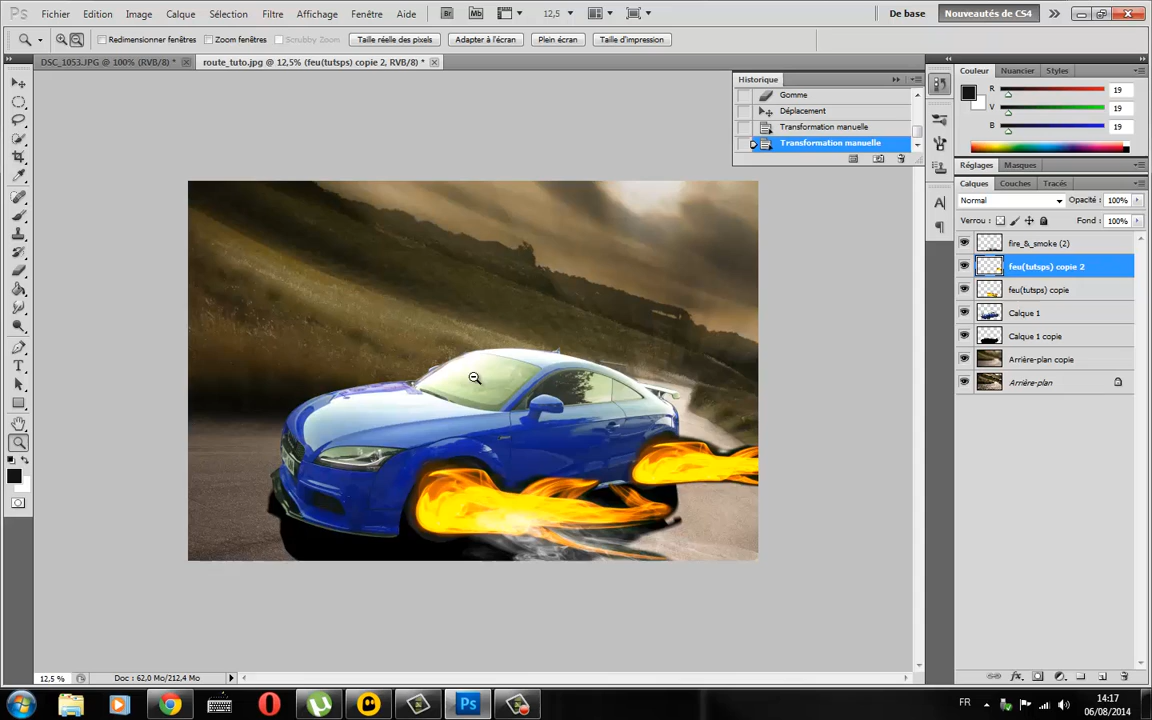 Ps Fichier Edition Image Calque Sélection Filtre Affichage Fenêtre Aide Br Mb 12,5 De base Nouveautés de CS4
Redimensionner fenêtres Zoom fenêtres Scrubby Zoom Taille réelle des pixels Adapter à l'écran Plein écran Taille d'impression
DSC_1053.JPG @ 100% (RVB/8) * route_tuto.jpg @ 12,5% (feu(tutsps) copie 2, RVB/8) *
Historique
Gomme
Déplacement
Transformation manuelle
Transformation manuelle
Couleur Nuancier Styles
R 19
V 19
B 19
Réglages Masques
Calques Couches Tracés
Normal Opacité : 100%
Verrou : Fond : 100%
fire_&_smoke (2)
feu(tutsps) copie 2
feu(tutsps) copie
Calque 1
Calque 1 copie
Arrière-plan copie
Arrière-plan
12,5 % Doc : 62,0 Mo/212,4 Mo
Ps FR 14:17
06/08/2014